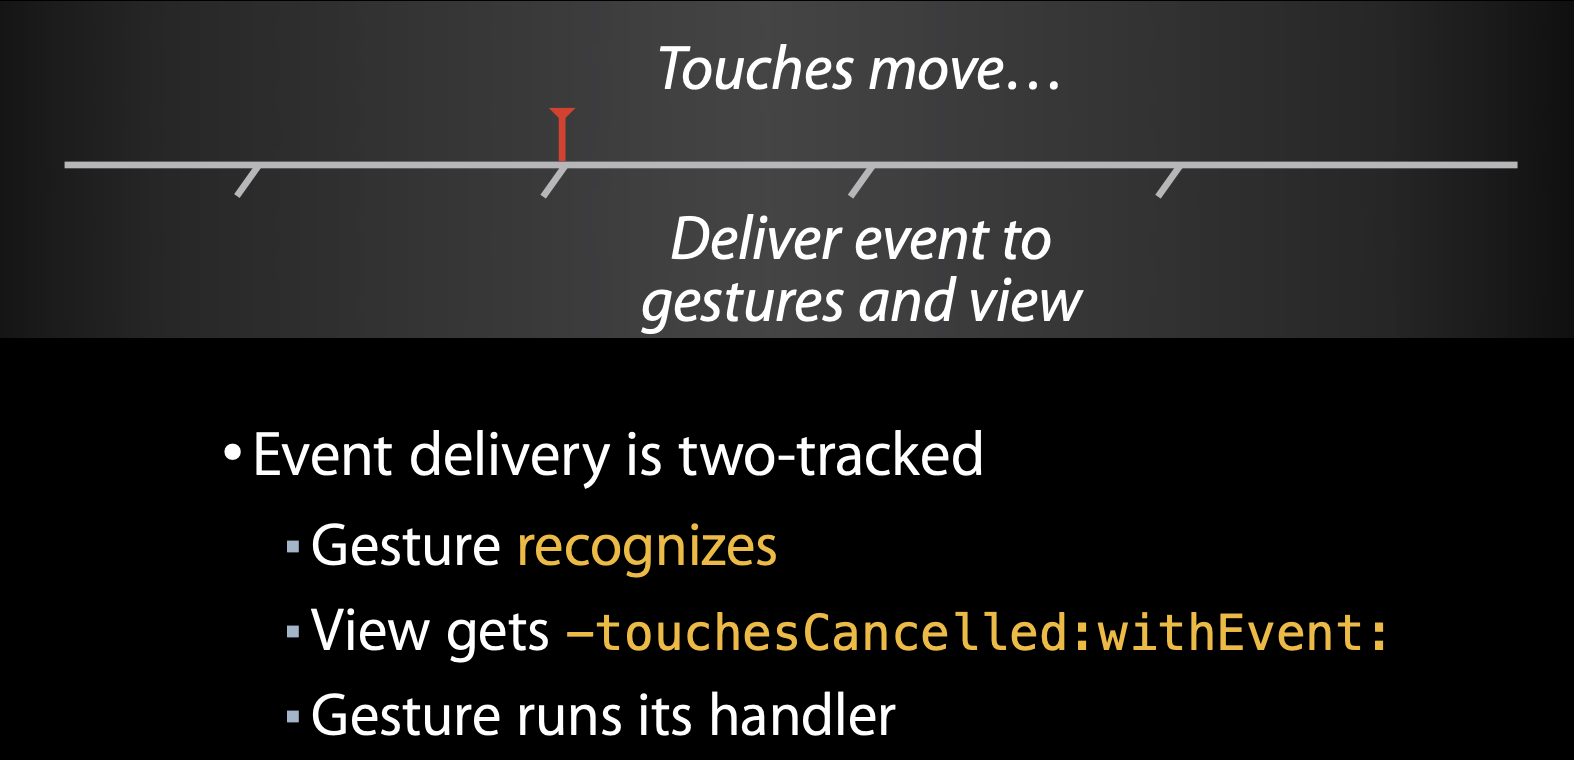 Touches move…
Deliver event to
gestures and view
• Event delivery is two-tracked
▪ Gesture recognizes
▪ View gets –touchesCancelled:withEvent:
▪ Gesture runs its handler